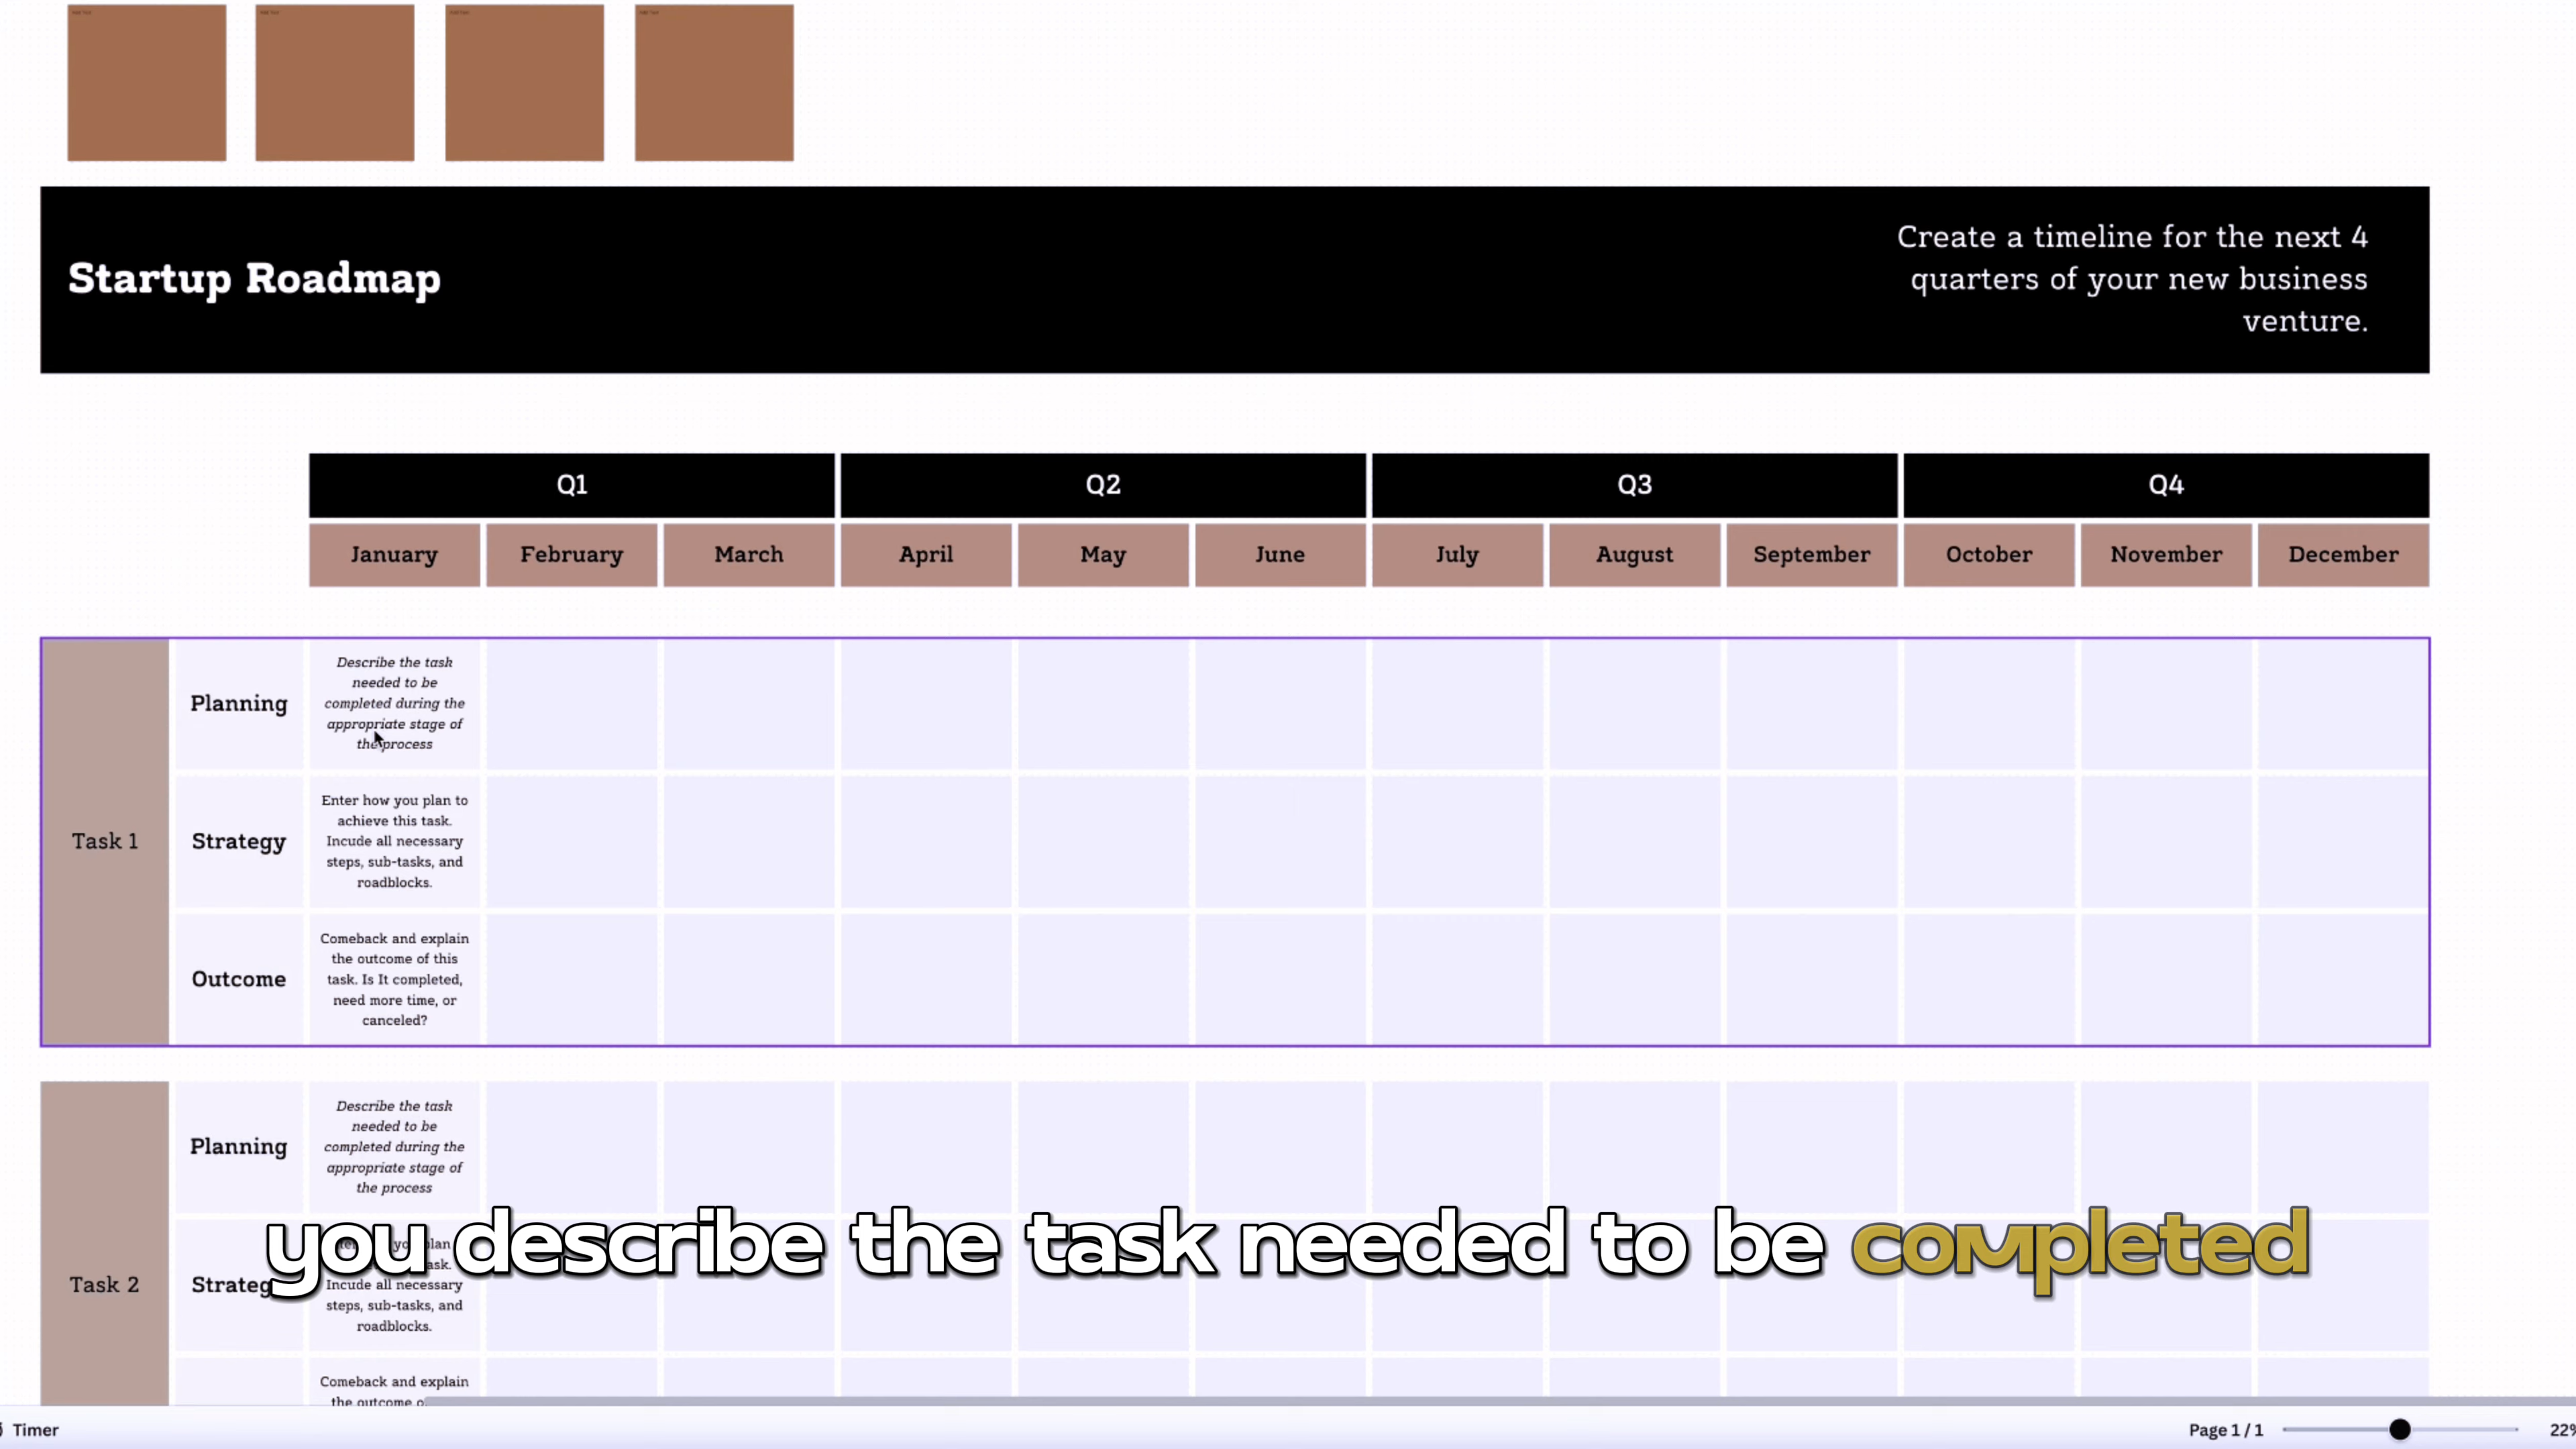 Startup Roadmap
Create a timeline for the next 4
quarters of your new business
venture.
Q1 Q2 Q3 Q4
January February March April May June July August September October November December
Task 1
Planning
Describe the task
needed to be
completed during the
appropriate stage of
the process
Strategy
Enter how you plan to
achieve this task.
Incude all necessary
steps, sub-tasks, and
roadblocks.
Outcome
Comeback and explain
the outcome of this
task. Is It completed,
need more time, or
canceled?
Task 2
Planning
Describe the task
needed to be
completed during the
appropriate stage of
the process
Incude all necessary
steps, sub-tasks, and
roadblocks.
Comeback and explain
the outcome
you describe the task needed to be completed
Timer
Page 1 / 1